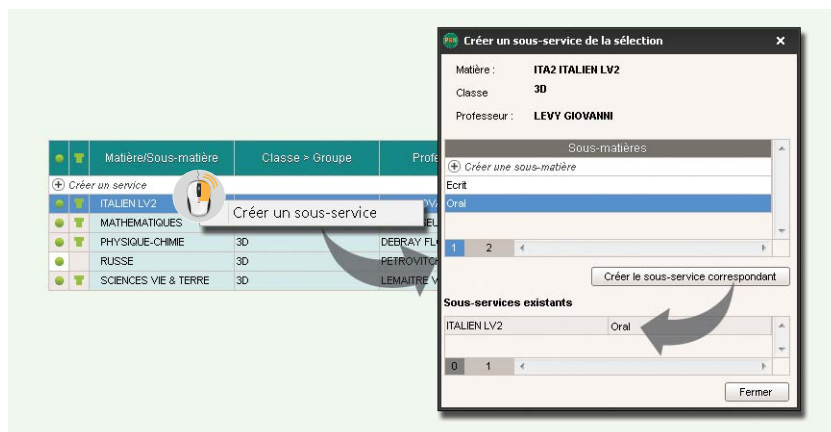 Créer un sous-service de la sélection
Matière : ITA2 ITALIEN LV2
Classe 3D
Professeur : LEVY GIOVANNI
Sous-matières
Créer une sous-matière
Ecrit
Oral
1 2
Créer le sous-service correspondant
Sous-services existants
ITALIEN LV2 Oral
0 1
Fermer
Matière/Sous-matière Classe > Groupe
Créer un service
ITALIEN LV2
Créer un sous-service
MATHEMATIQUES
PHYSIQUE-CHIMIE 3D DEBRAY
RUSSE 3D
SCIENCES VIE & TERRE 3D LEMAITRE